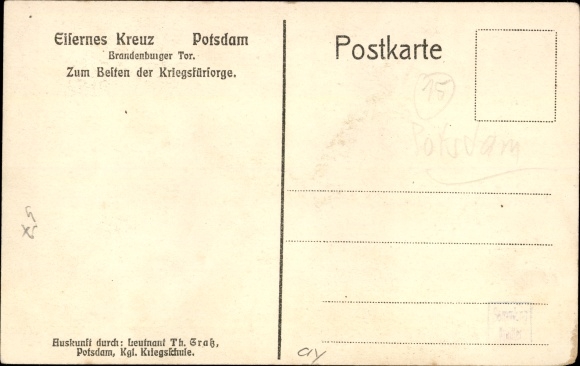 Eisernes Kreuz Potsdam
Brandenburger Tor.
Zum Besten der Kriegsfürsorge.
Auskunft durch: Leutnant Th. Graß,
Potsdam, Kgl. Kriegsschule.
Postkarte
15
Potsdam